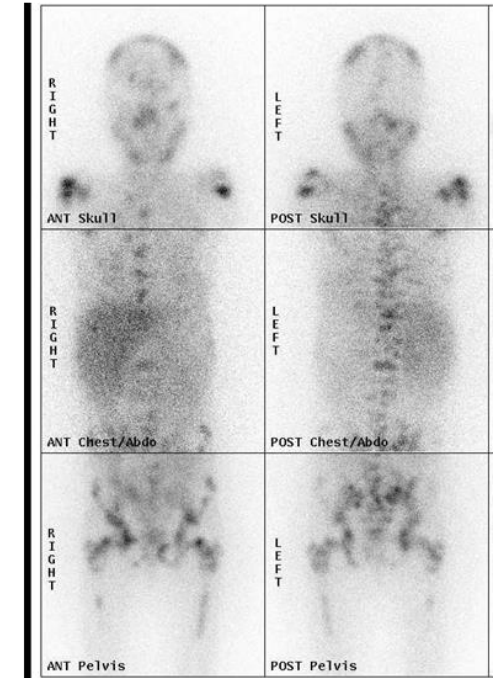 RIGHT
ANT Skull
LEFT
POST Skull
RIGHT
ANT Chest/Abdo
LEFT
POST Chest/Abdo
RIGHT
ANT Pelvis
LEFT
POST Pelvis